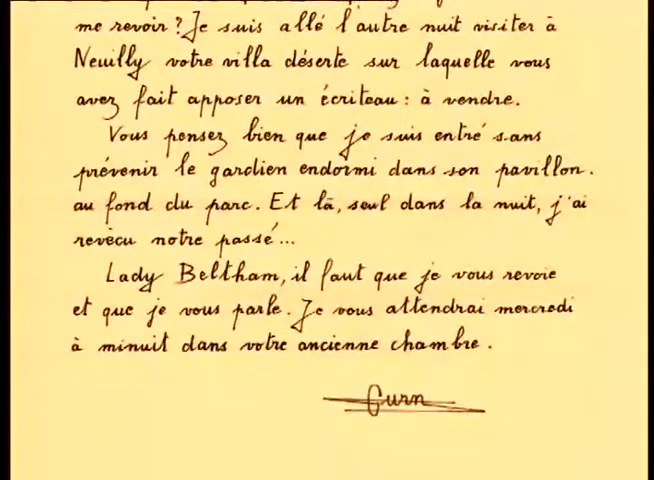 me revoir? Je suis allé l'autre nuit visiter à
Neuilly votre villa déserte sur laquelle vous
avez fait apposer un écriteau: à vendre.
Vous pensez bien que je suis entré sans
prévenir le gardien endormi dans son pavillon.
au fond du parc. Et là, seul dans la nuit, j'ai
revécu notre passé...
Lady Beltham, il faut que je vous revoie
et que je vous parle. Je vous attendrai mercredi
à minuit dans votre ancienne chambre.
Gurn